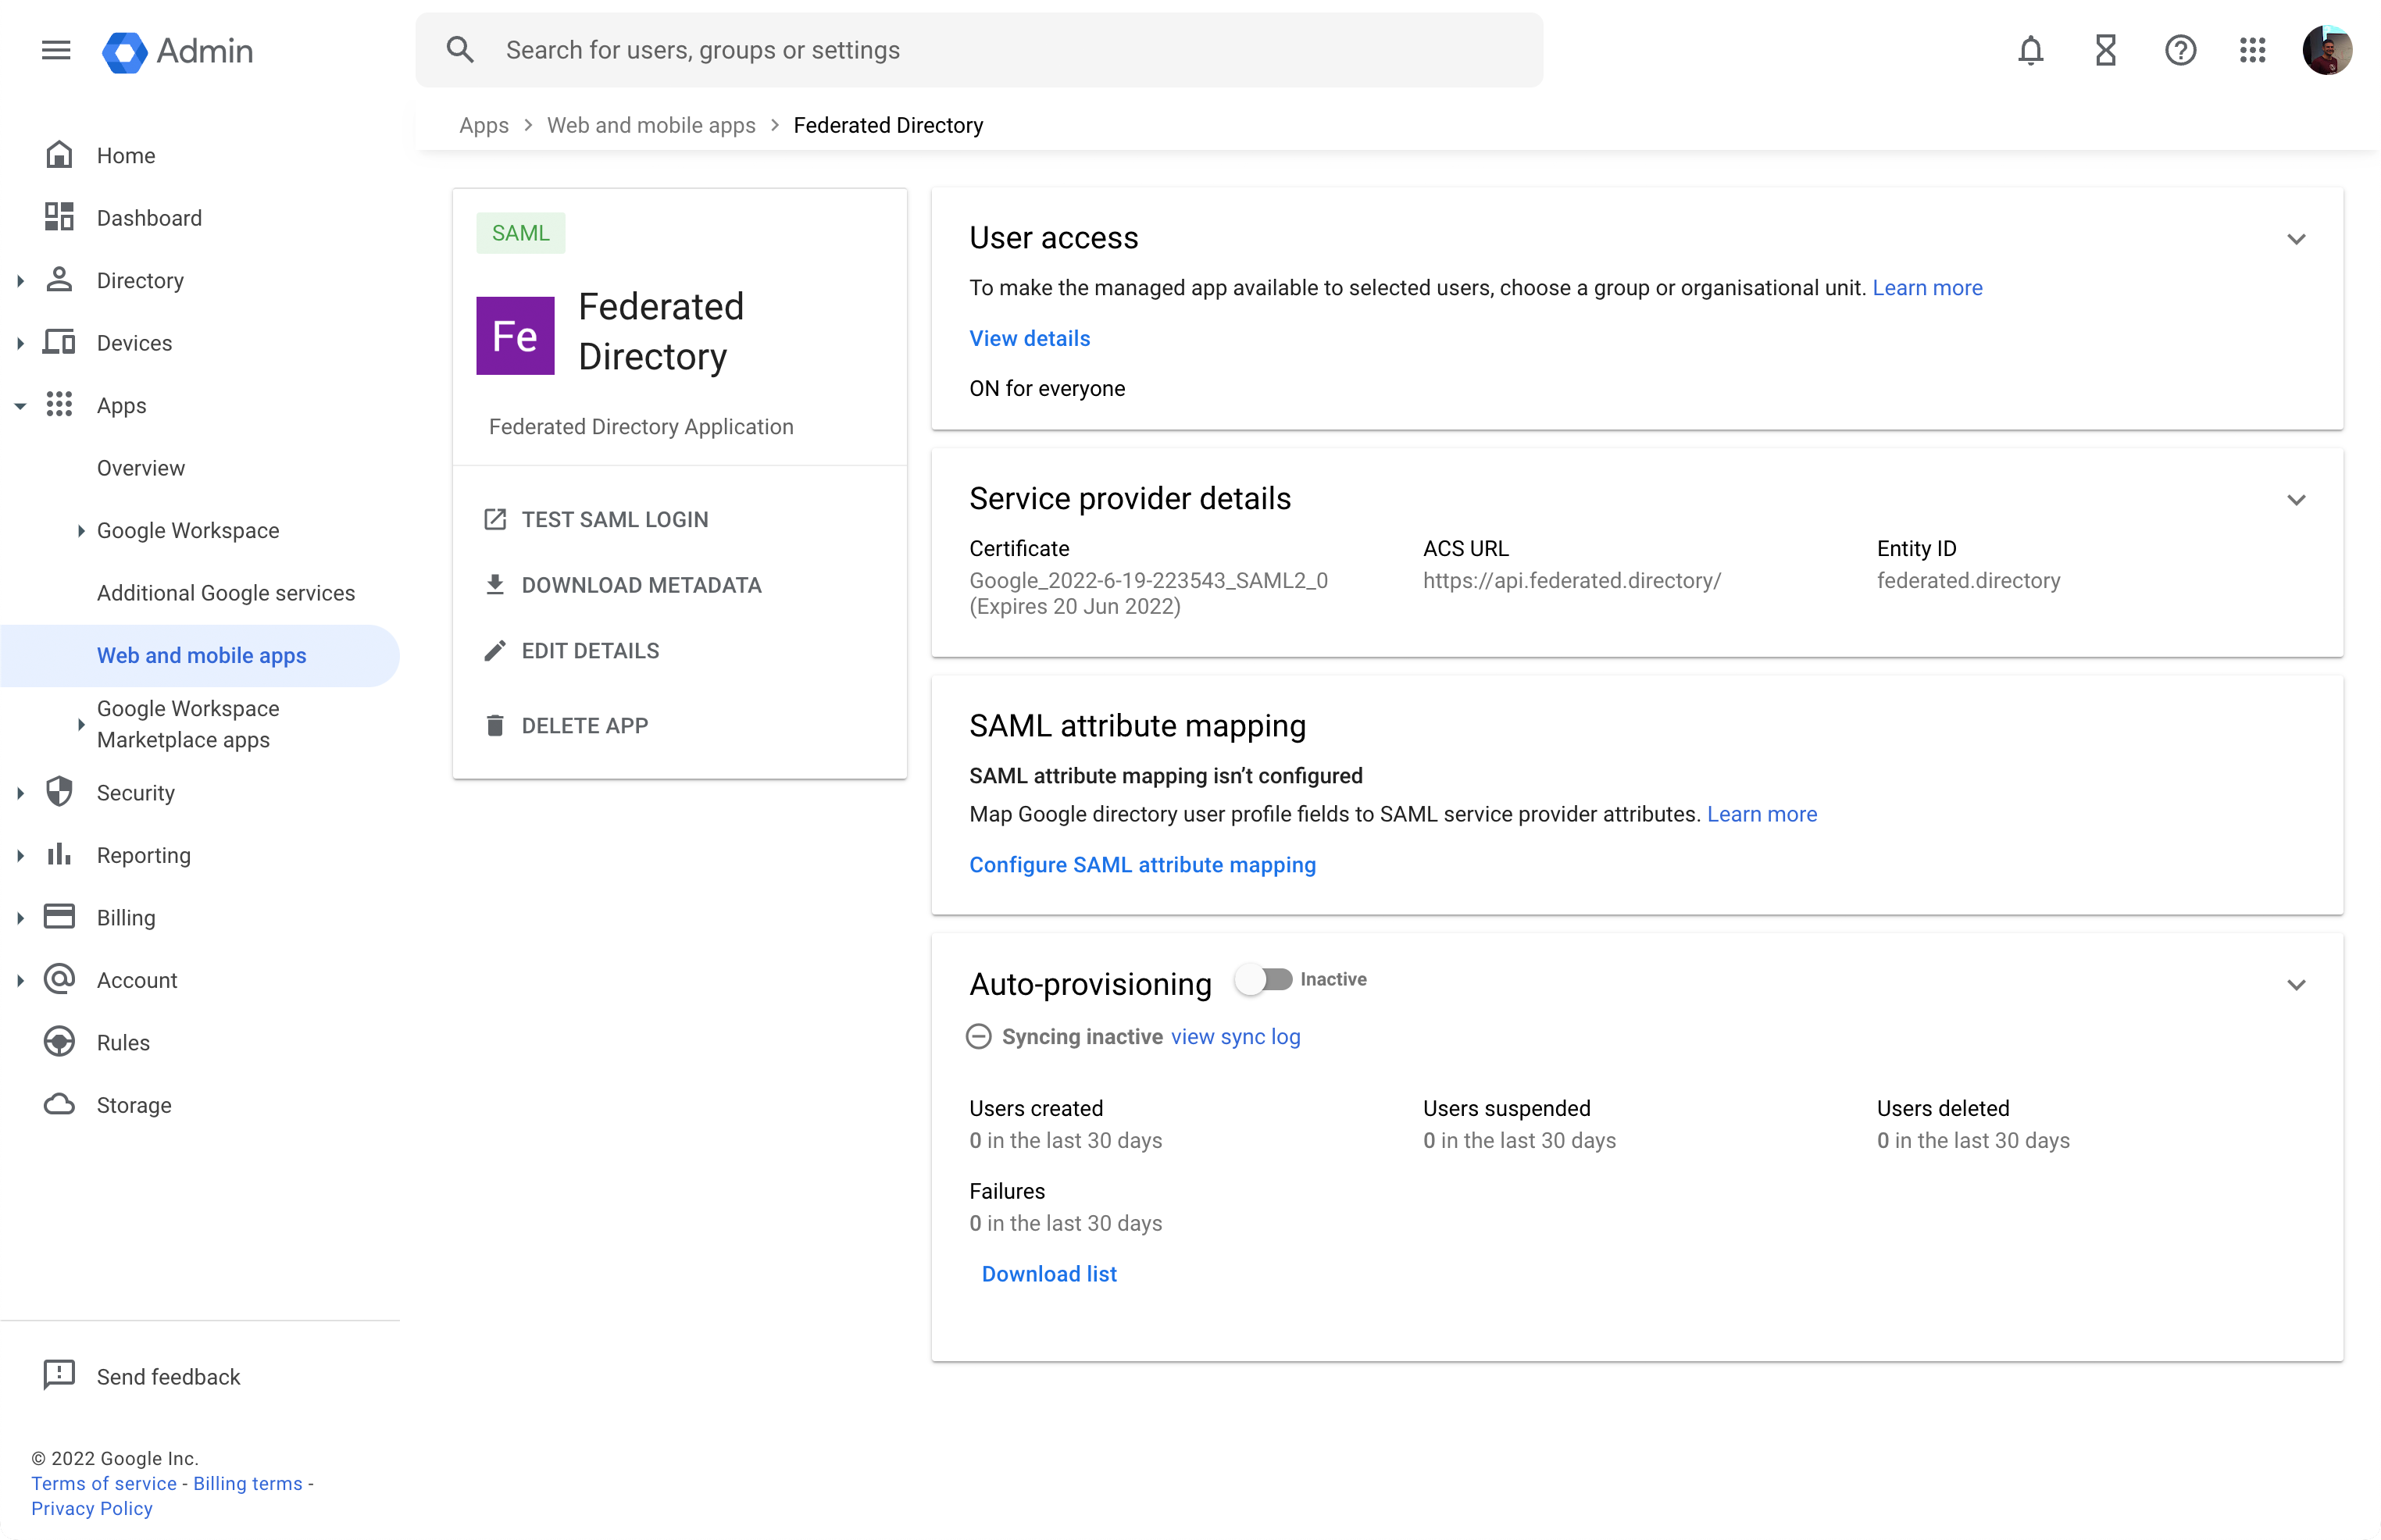 Admin
Search for users, groups or settings
Apps > Web and mobile apps > Federated Directory
Home
Dashboard
Directory
Devices
Apps
Overview
Google Workspace
Additional Google services
Web and mobile apps
Google Workspace
Marketplace apps
Security
Reporting
Billing
Account
Rules
Storage
Send feedback
© 2022 Google Inc.
Terms of service - Billing terms -
Privacy Policy
SAML
Fe
Federated
Directory
Federated Directory Application
TEST SAML LOGIN
DOWNLOAD METADATA
EDIT DETAILS
DELETE APP
User access
To make the managed app available to selected users, choose a group or organisational unit. Learn more
View details
ON for everyone
Service provider details
Certificate
Google_2022-6-19-223543_SAML2_0
(Expires 20 Jun 2022)
ACS URL
https://api.federated.directory/
Entity ID
federated.directory
SAML attribute mapping
SAML attribute mapping isn’t configured
Map Google directory user profile fields to SAML service provider attributes. Learn more
Configure SAML attribute mapping
Auto-provisioning Inactive
Syncing inactive view sync log
Users created
0 in the last 30 days
Users suspended
0 in the last 30 days
Users deleted
0 in the last 30 days
Failures
0 in the last 30 days
Download list